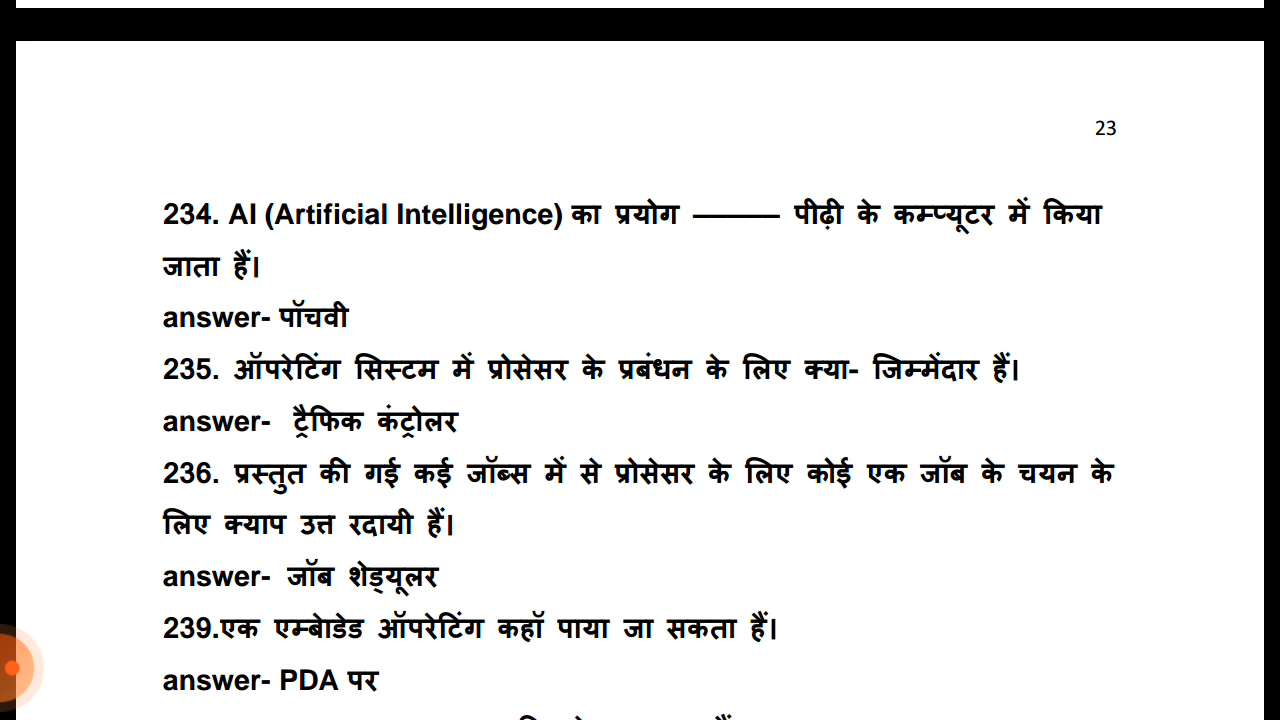 23
234. AI (Artificial Intelligence) का प्रयोग ——— पीढ़ी के कम्प्यूटर में किया
जाता हैं।
answer- पॉचवी
235. ऑपरेटिंग सिस्टम में प्रोसेसर के प्रबंधन के लिए क्या- जिम्मेंदार हैं।
answer- ट्रैफिक कंट्रोलर
236. प्रस्तुत की गई कई जॉब्स में से प्रोसेसर के लिए कोई एक जॉब के चयन के
लिए क्याप उत्त रदायी हैं।
answer- जॉब शेड्यूलर
239.एक एम्बेाडेड ऑपरेटिंग कहॉ पाया जा सकता हैं।
answer- PDA पर